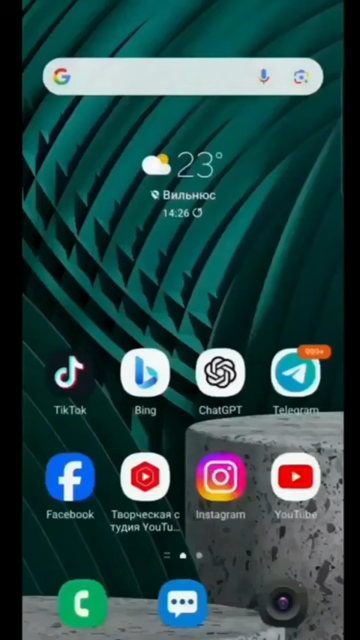 23°
Вильнюс
14:26
999+
TikTok
Bing
ChatGPT
Telegram
Facebook
Творческая с
тудия YouTu...
Instagram
YouTube